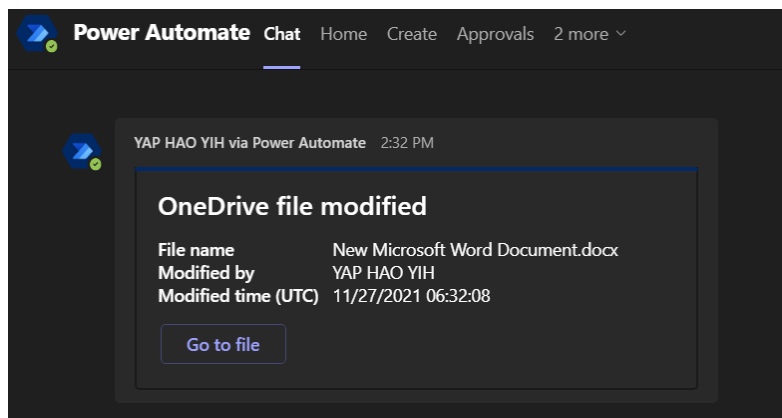 Power Automate Chat Home Create Approvals 2 more
YAP HAO YIH via Power Automate 2:32 PM
OneDrive file modified
File name New Microsoft Word Document.docx
Modified by YAP HAO YIH
Modified time (UTC) 11/27/2021 06:32:08
Go to file